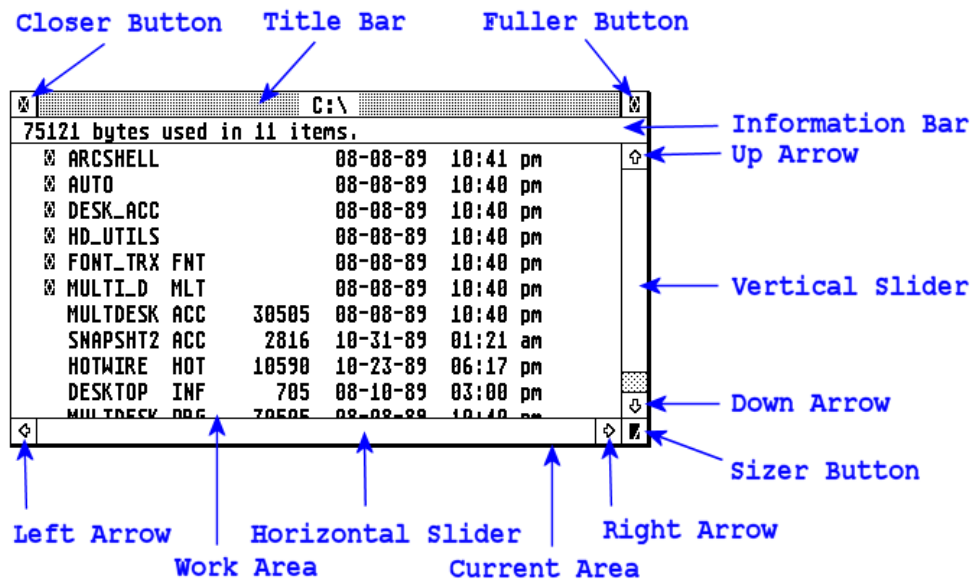 Closer Button Title Bar Fuller Button
C:\
75121 bytes used in 11 items.
Information Bar
ARCSHELL 08-08-89 10:41 pm
Up Arrow
AUTO 08-08-89 10:40 pm
DESK_ACC 08-08-89 10:40 pm
HD_UTILS 08-08-89 10:40 pm
FONT_TRX FNT 08-08-89 10:40 pm
MULTI_D MLT 08-08-89 10:40 pm
Vertical Slider
MULTDESK ACC 30505 08-08-89 10:40 pm
SNAPSHT2 ACC 2816 10-31-89 01:21 am
HOTWIRE HOT 10590 10-23-89 06:17 pm
DESKTOP INF 705 08-10-89 03:00 pm
Down Arrow
Sizer Button
Left Arrow Horizontal Slider Right Arrow
Work Area Current Area